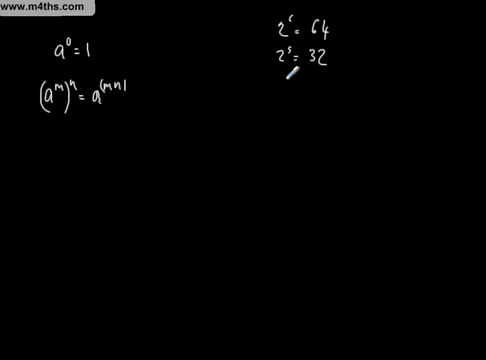 www.m4ths.com
a⁰ = 1
(aᵐ)ⁿ = a⁽ᵐⁿ⁾
2⁶ = 64
2⁵ = 32